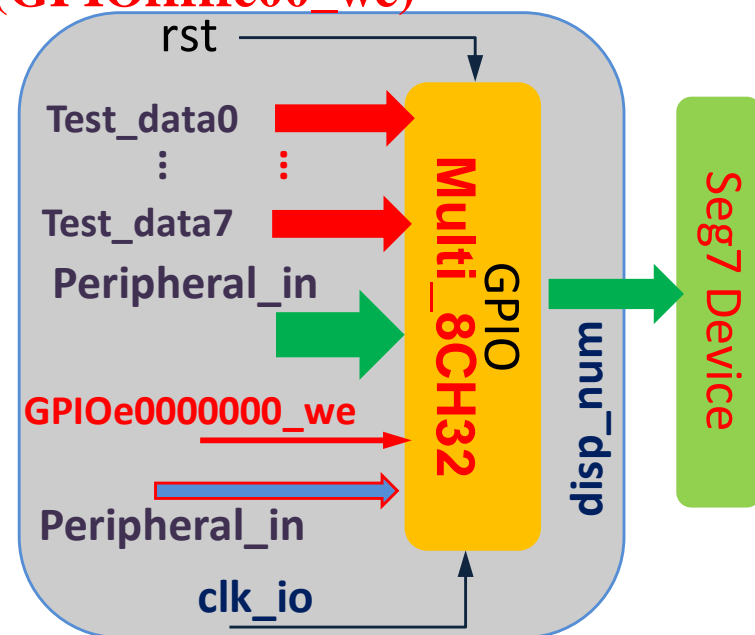 rst
Test_data0
⋮ ⋮
Test_data7
Peripheral_in
GPIOe0000000_we
Peripheral_in
clk_io
Multi_8CH32
GPIO
disp_num
Seg7 Device